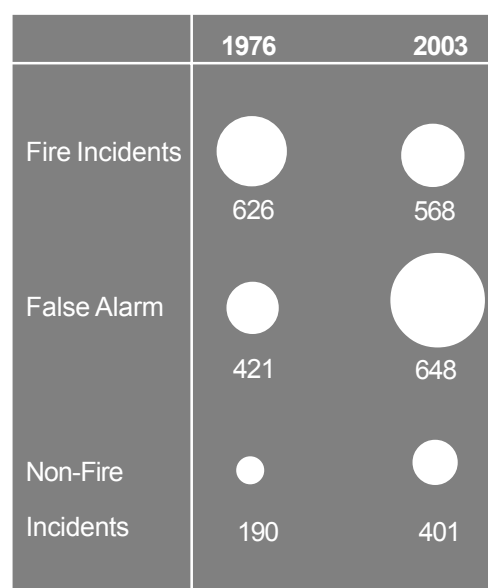 1976 2003
Fire Incidents
626 568
False Alarm
421 648
Non-Fire
Incidents 190 401